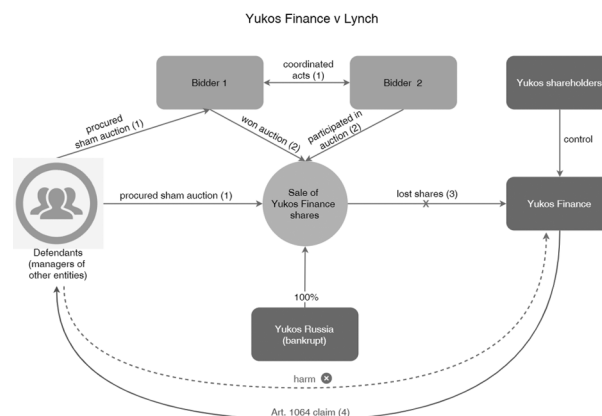 Yukos Finance v Lynch
coordinated
acts (1)
Bidder 1
Bidder 2
Yukos shareholders
procured
sham auction (1)
won auction (2)
participated in
auction (2)
control
procured sham auction (1)
Sale of
Yukos Finance
shares
lost shares (3)
X
Yukos Finance
Defendants
(managers of
other entities)
100%
Yukos Russia
(bankrupt)
harm
Art. 1064 claim (4)